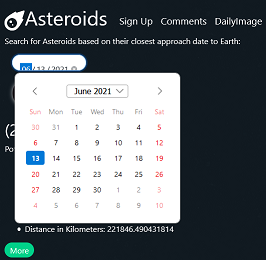 Asteroids Sign Up Comments DailyImage
Search for Asteroids based on their closest approach date to Earth:
06 / 13 / 2021
June 2021
Sun Mon Tue Wed Thu Fri Sat
30 31 1 2 3 4 5
6 7 8 9 10 11 12
13 14 15 16 17 18 19
20 21 22 23 24 25 26
27 28 29 30 1 2 3
4 5 6 7 8 9 10
(2
Po
Distance in Kilometers: 221846.490431814
More